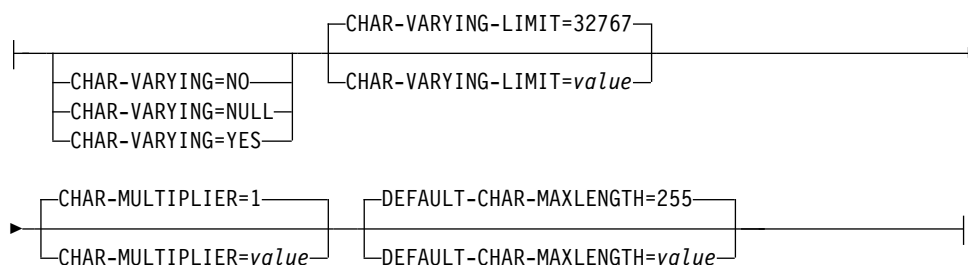 CHAR-VARYING-LIMIT=32767
CHAR-VARYING=NO
CHAR-VARYING-LIMIT=value
CHAR-VARYING=NULL
CHAR-VARYING=YES
CHAR-MULTIPLIER=1
DEFAULT-CHAR-MAXLENGTH=255
CHAR-MULTIPLIER=value
DEFAULT-CHAR-MAXLENGTH=value